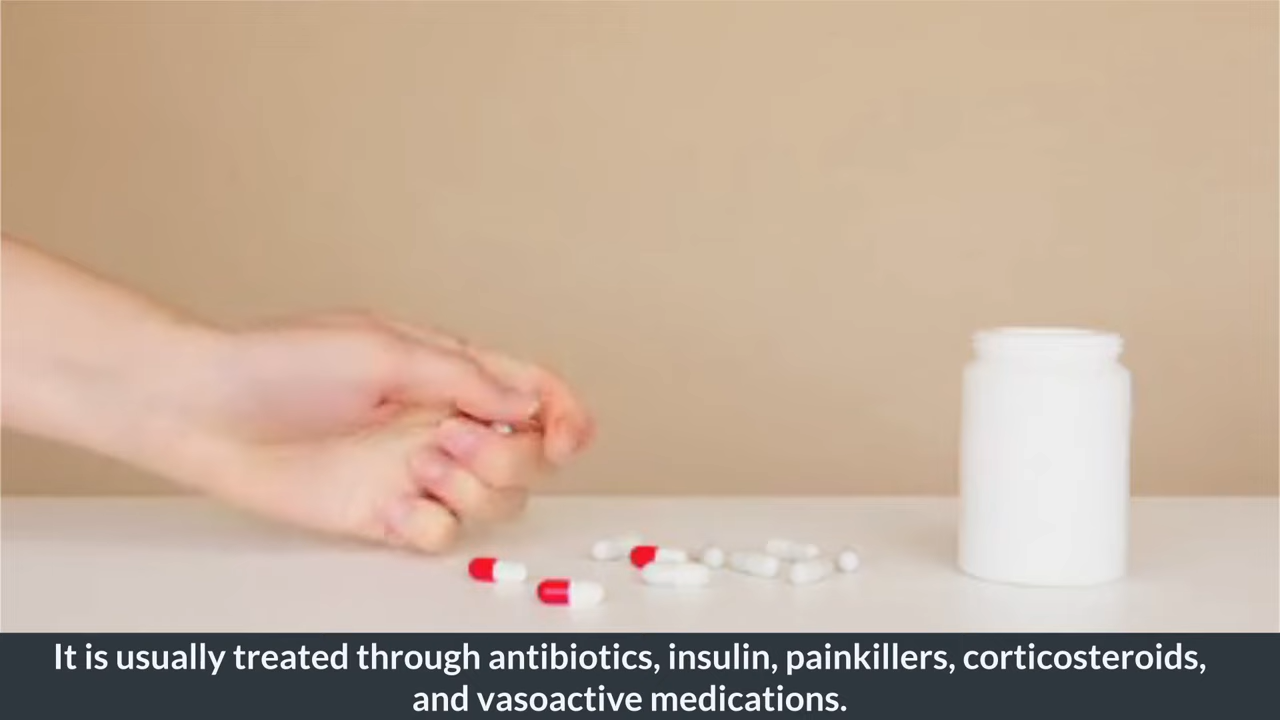 It is usually treated through antibiotics, insulin, painkillers, corticosteroids,
and vasoactive medications.